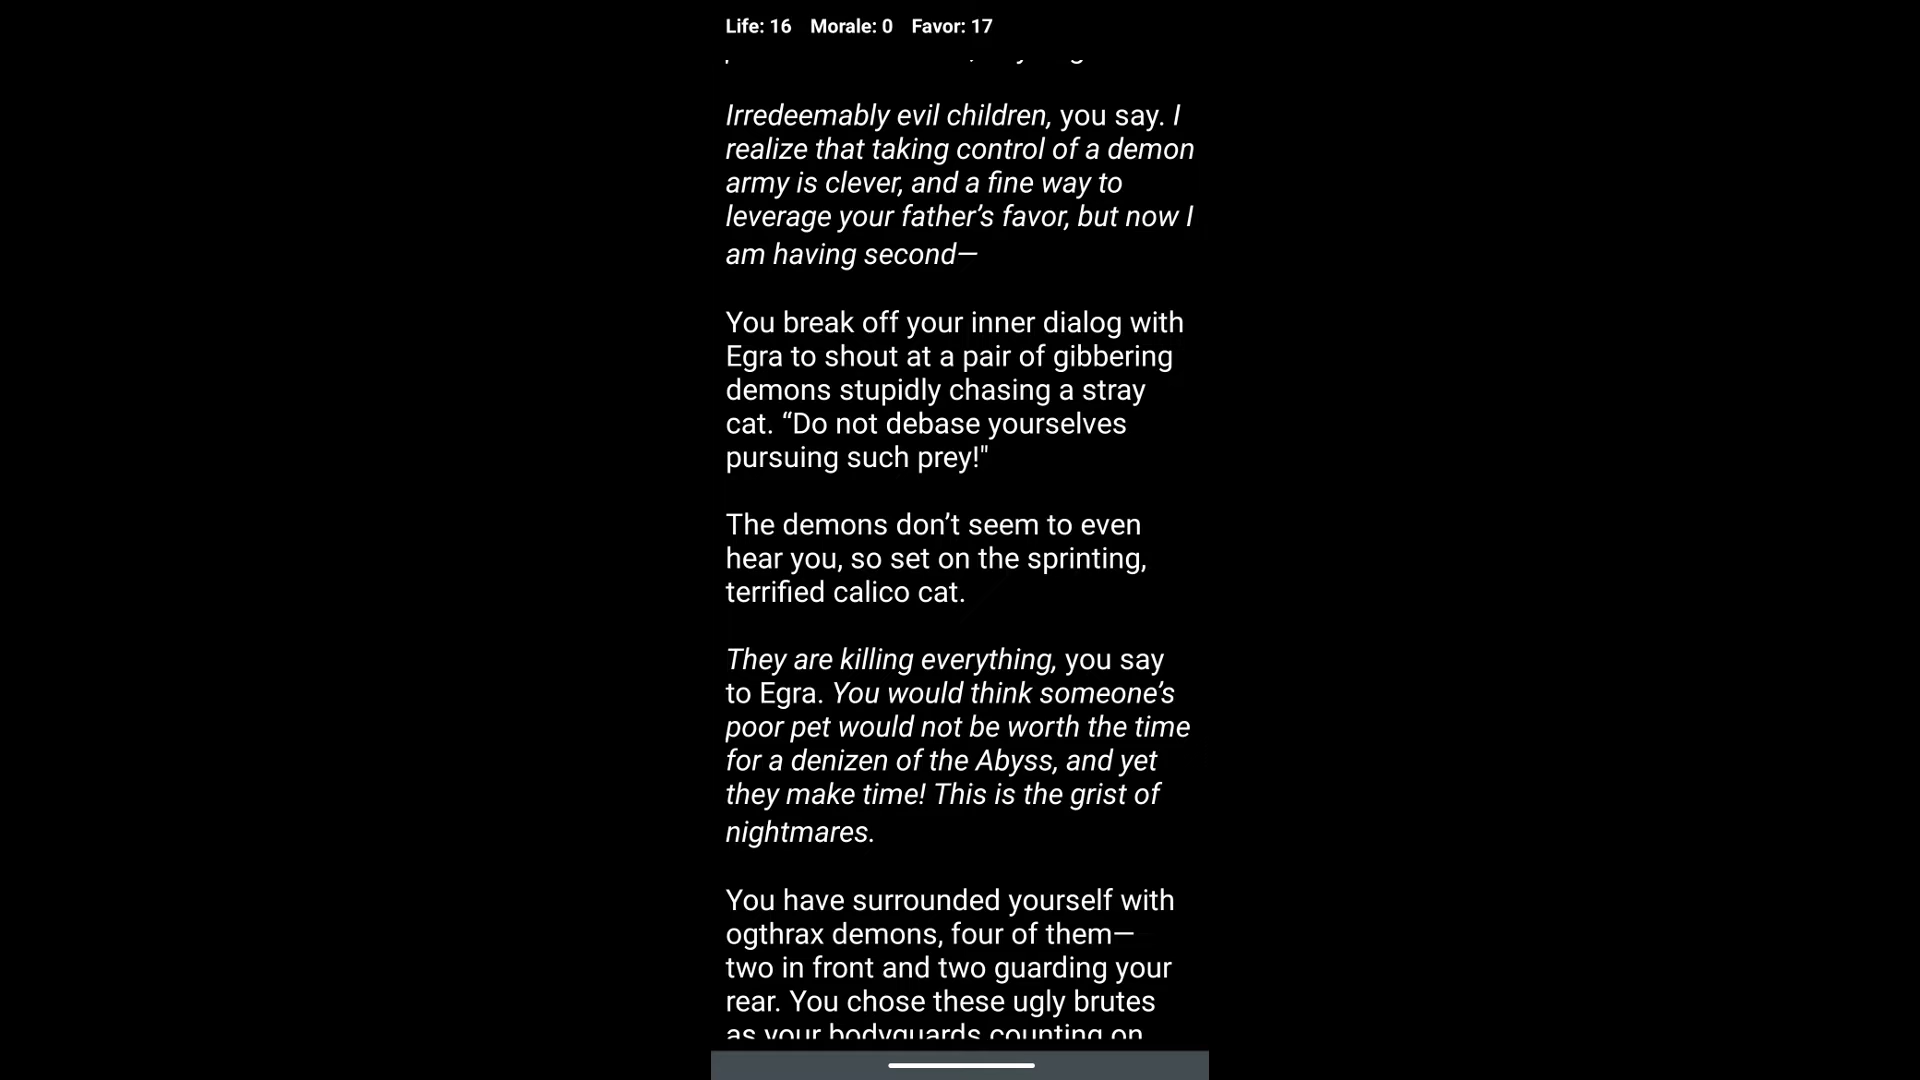 Life: 16 Morale: 0 Favor: 17
Irredeemably evil children, you say. I
realize that taking control of a demon
army is clever, and a fine way to
leverage your father’s favor, but now I
am having second—
You break off your inner dialog with
Egra to shout at a pair of gibbering
demons stupidly chasing a stray
cat. “Do not debase yourselves
pursuing such prey!"
The demons don’t seem to even
hear you, so set on the sprinting,
terrified calico cat.
They are killing everything, you say
to Egra. You would think someone’s
poor pet would not be worth the time
for a denizen of the Abyss, and yet
they make time! This is the grist of
nightmares.
You have surrounded yourself with
ogthrax demons, four of them—
two in front and two guarding your
rear. You chose these ugly brutes
as your bodyguards counting on